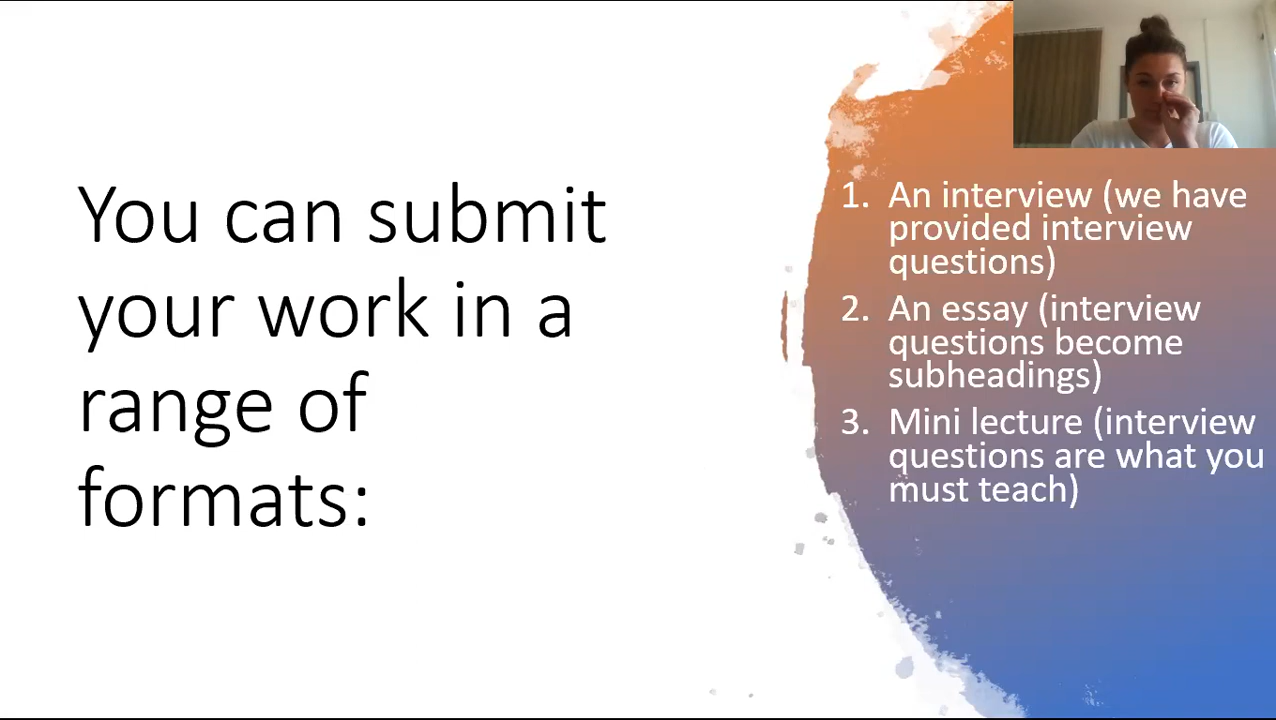 You can submit
your work in a
range of
formats:
1. An interview (we have
provided interview
questions)
2. An essay (interview
questions become
subheadings)
3. Mini lecture (interview
questions are what you
must teach)